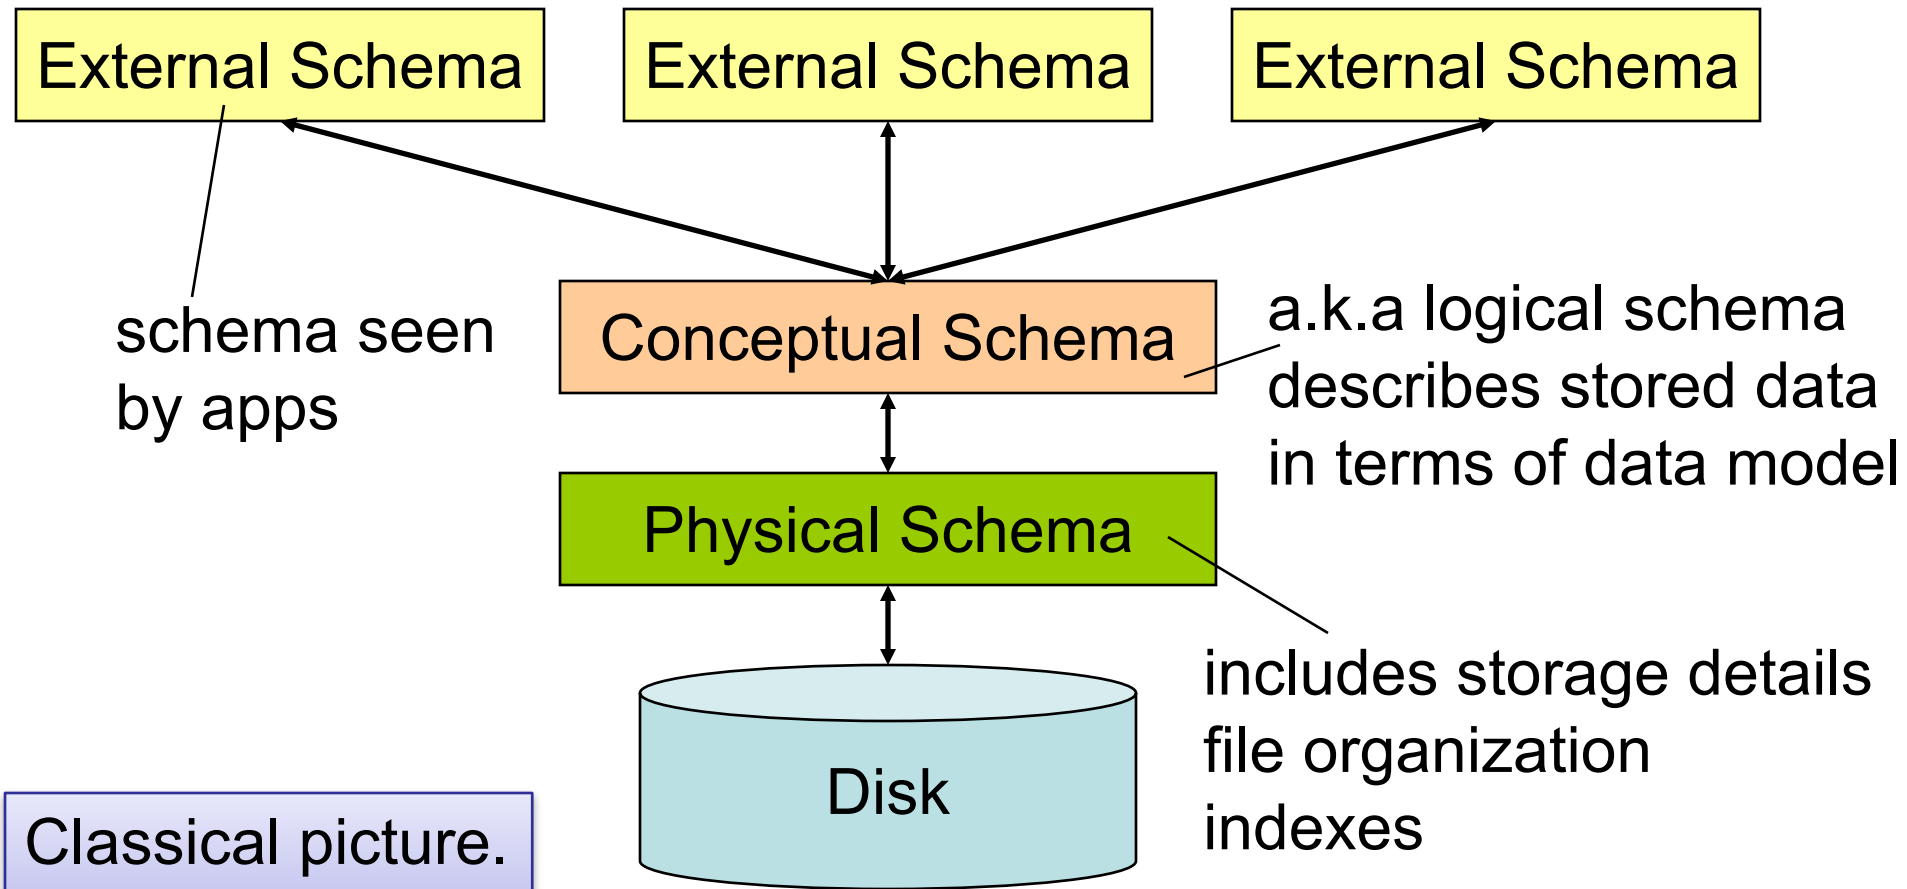 External Schema
External Schema
External Schema
schema seen
by apps
Conceptual Schema
a.k.a logical schema
describes stored data
in terms of data model
Physical Schema
includes storage details
file organization
indexes
Disk
Classical picture.